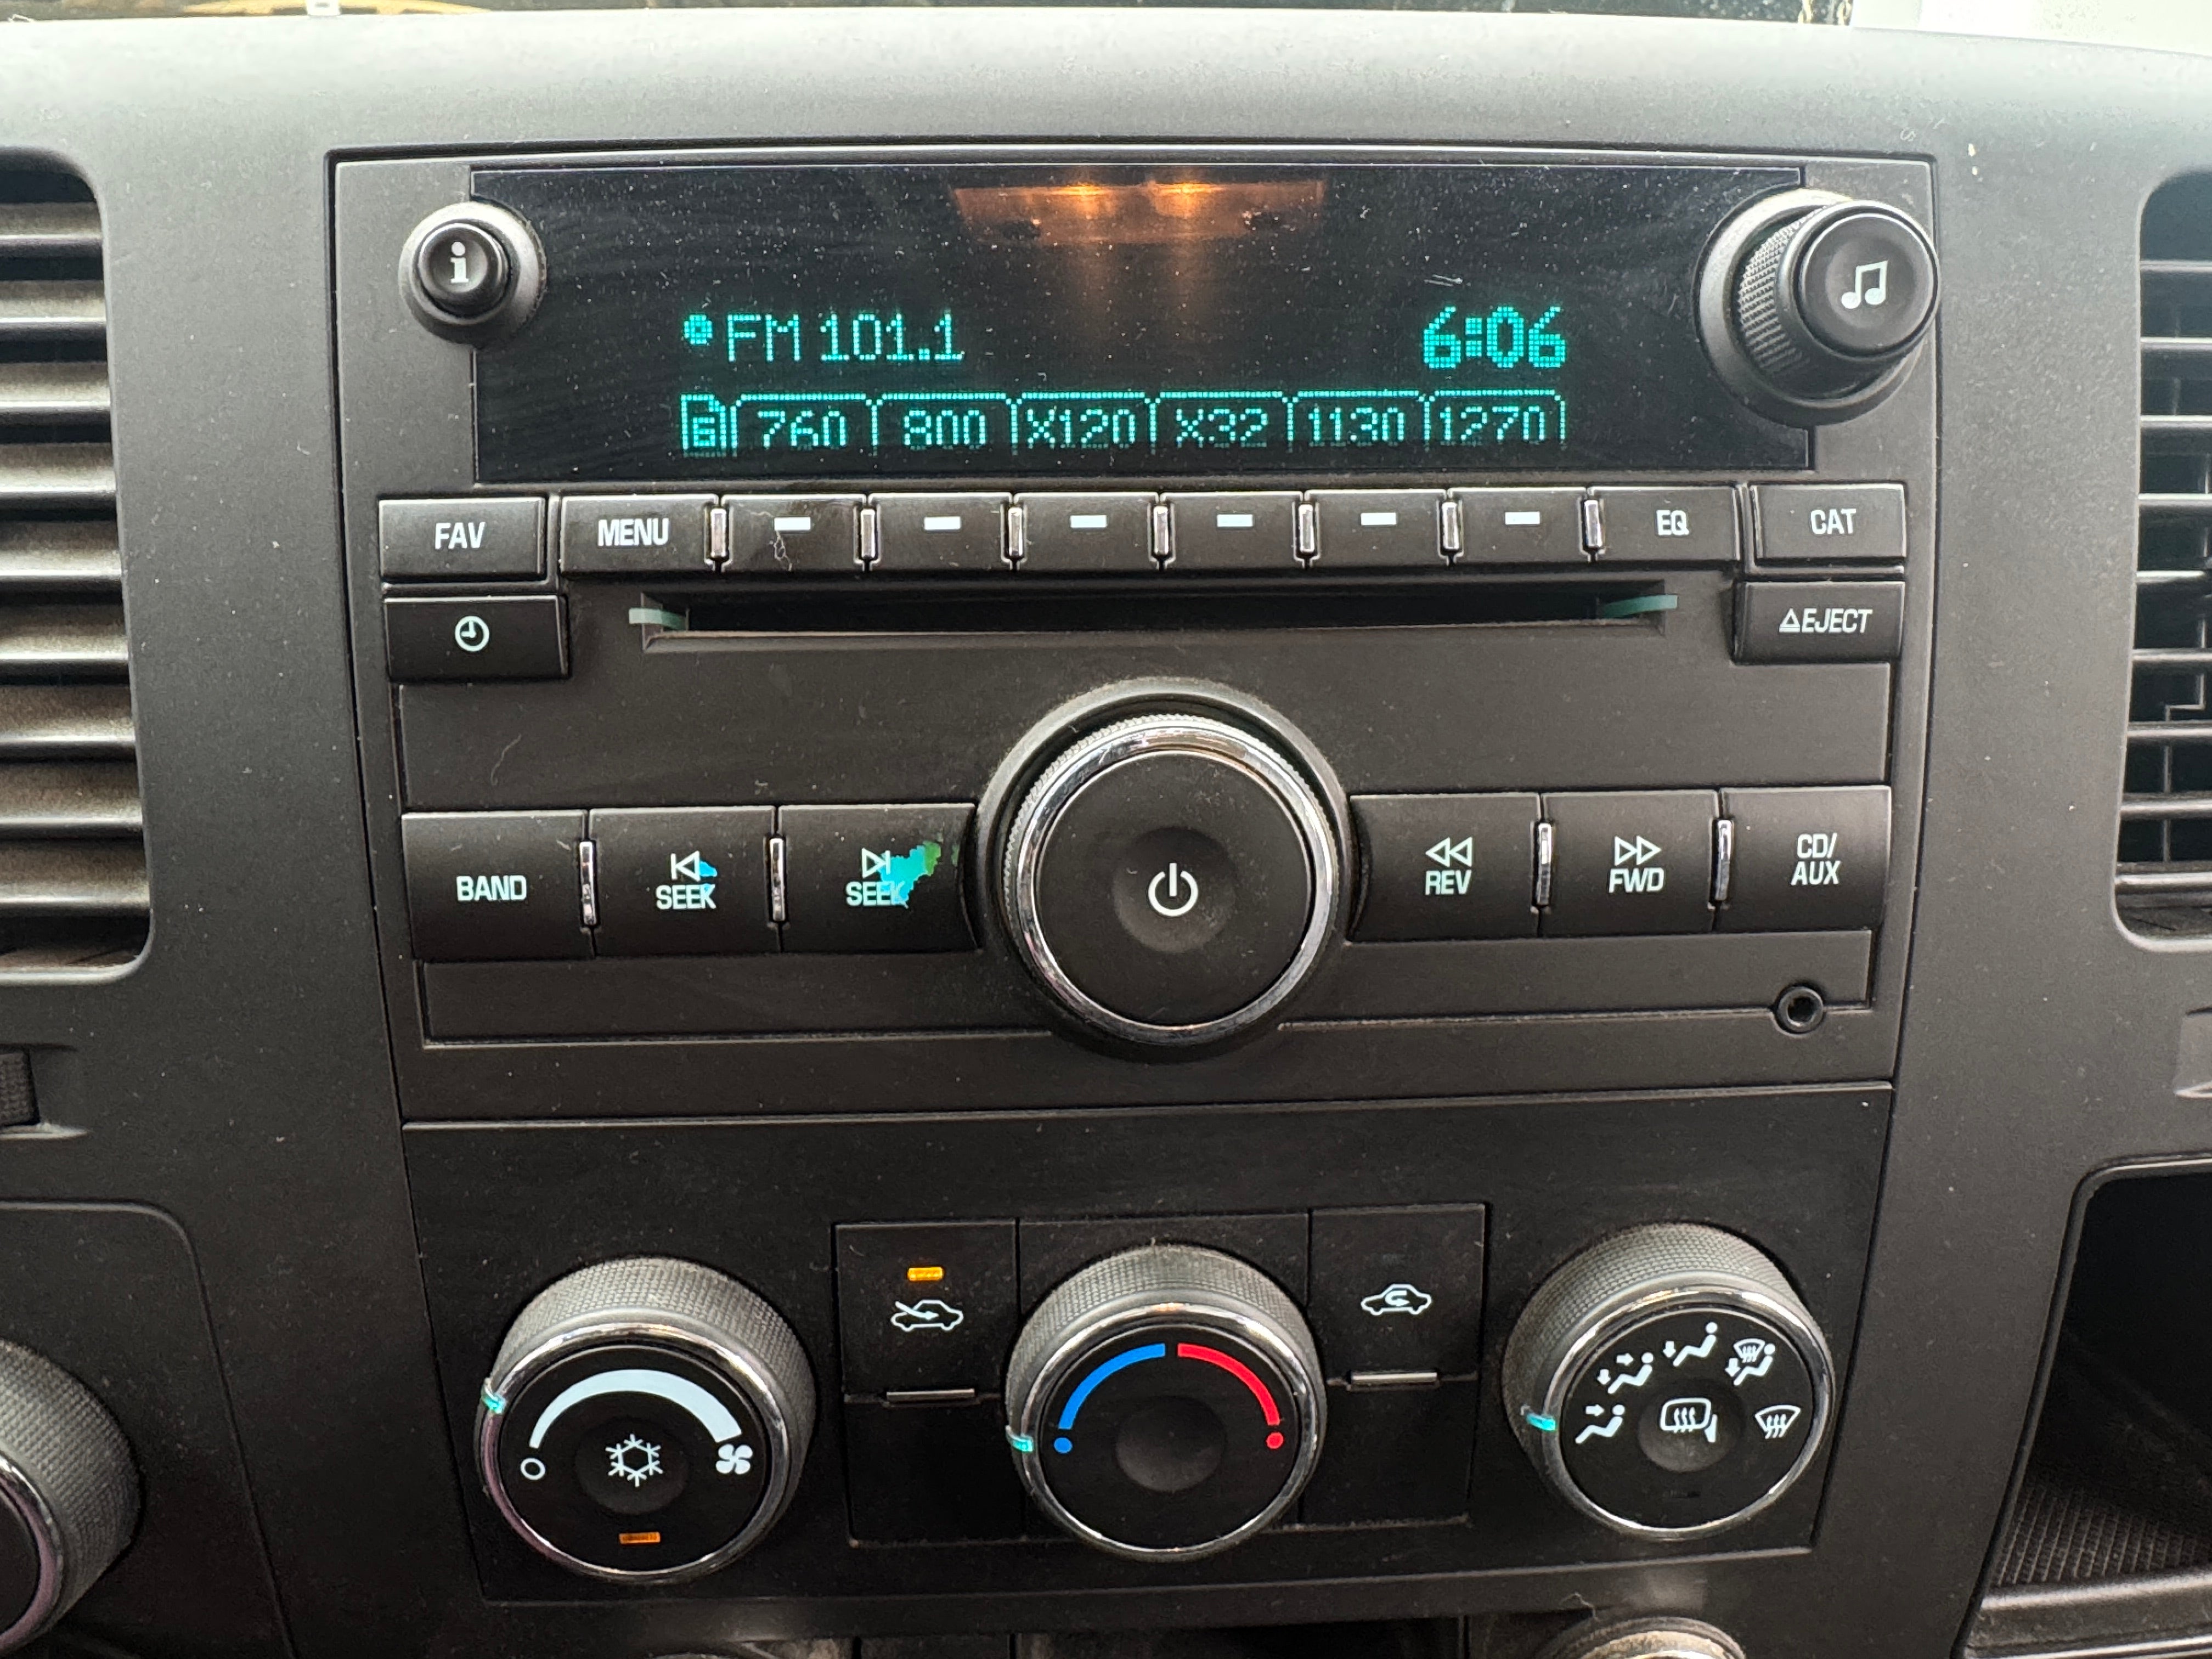 i
FM 101.1 6:06
6 760 800 X120 X32 1130 1270
FAV MENU EQ CAT
EJECT
BAND SEEK SEEK REV FWD CD/
AUX